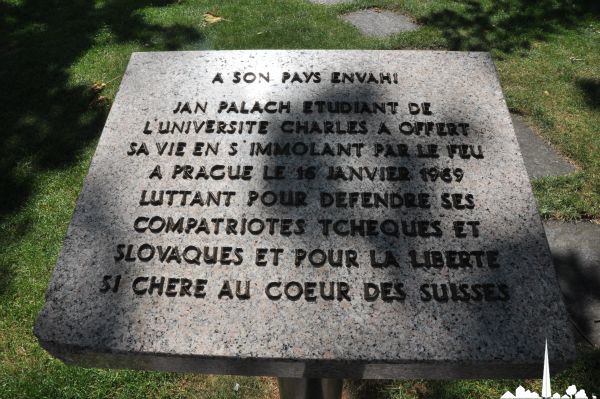 A SON PAYS ENVAHI
JAN PALACH ETUDIANT DE
L'UNIVERSITE CHARLES A OFFERT
SA VIE EN S'IMMOLANT PAR LE FEU
A PRAGUE LE 16 JANVIER 1969
LUTTANT POUR DEFENDRE SES
COMPATRIOTES TCHEQUES ET
SLOVAQUES ET POUR LA LIBERTE
SI CHERE AU COEUR DES SUISSES